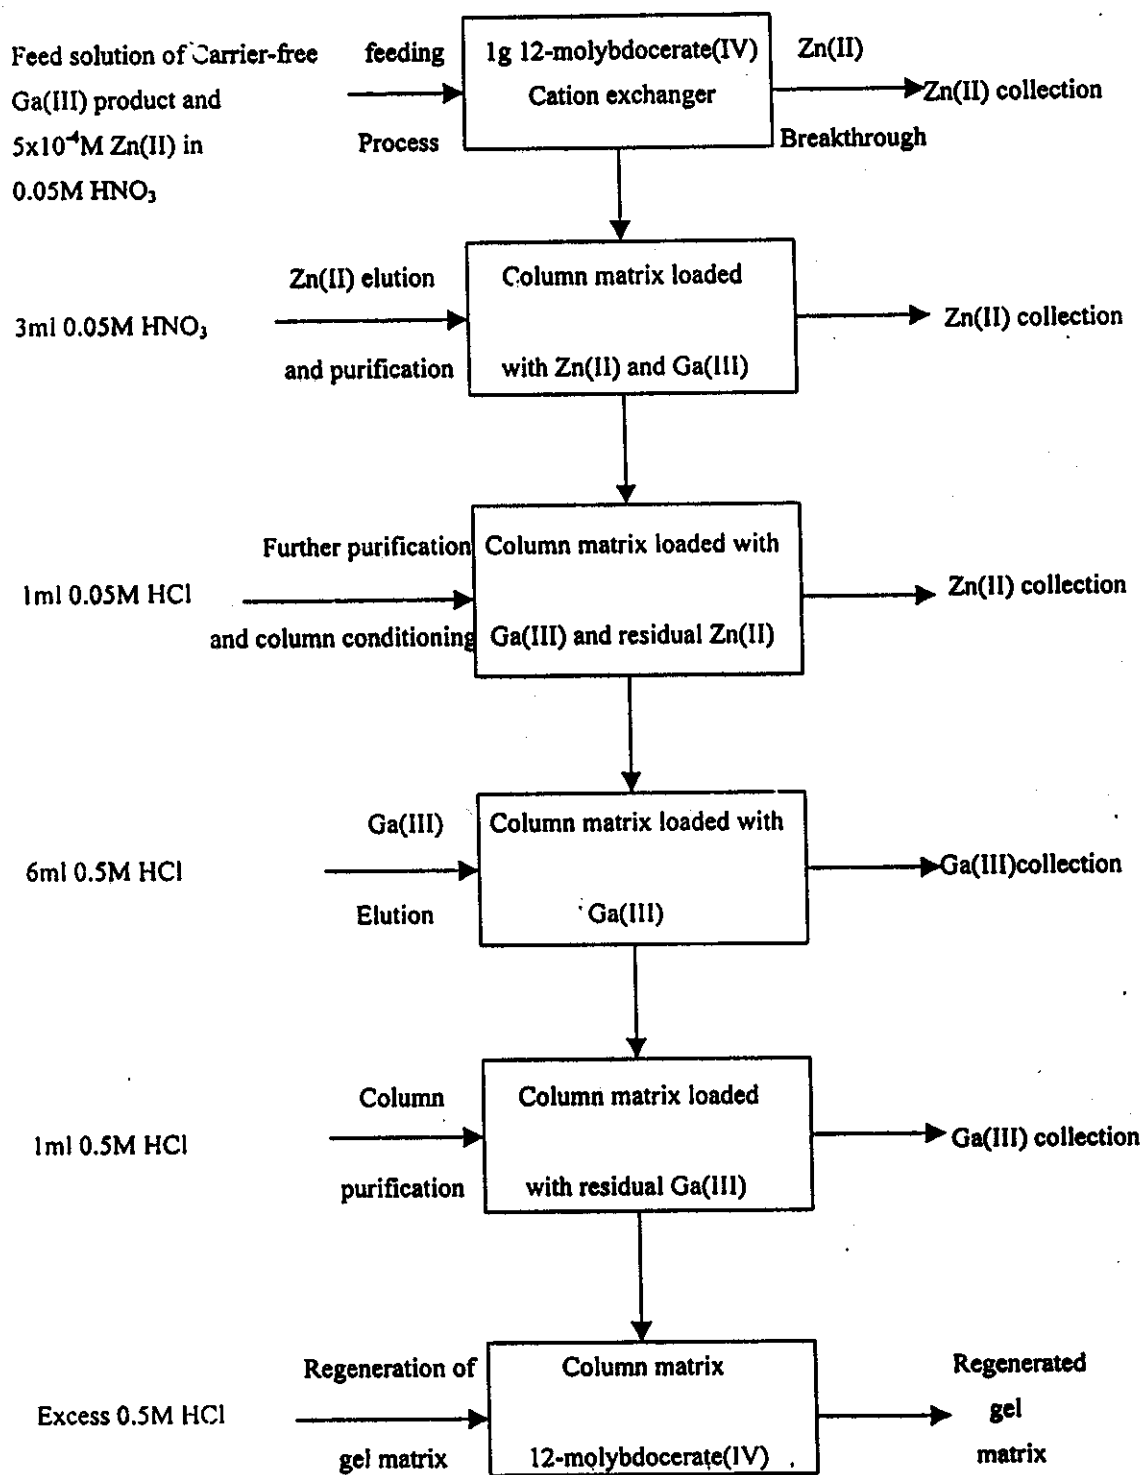 Feed solution of Carrier-free
Ga(III) product and
5x10⁻⁴M Zn(II) in
0.05M HNO₃
feeding
Process
1g 12-molybdocerate(IV)
Cation exchanger
Zn(II)
Breakthrough
Zn(II) collection
3ml 0.05M HNO₃
Zn(II) elution
and purification
Column matrix loaded
with Zn(II) and Ga(III)
Zn(II) collection
1ml 0.05M HCl
Further purification
and column conditioning
Column matrix loaded with
Ga(III) and residual Zn(II)
Zn(II) collection
6ml 0.5M HCl
Ga(III)
Elution
Column matrix loaded with
Ga(III)
Ga(III)collection
1ml 0.5M HCl
Column
purification
Column matrix loaded
with residual Ga(III)
Ga(III) collection
Excess 0.5M HCl
Regeneration of
gel matrix
Column matrix
12-molybdocerate(IV)
Regenerated
gel
matrix